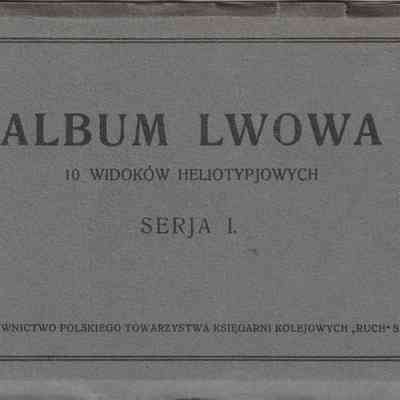 ALBUM LWOWA
10 WIDOKÓW HELIOTYPJOWYCH
SERJA I.
WNICTWO POLSKIEGO TOWARZYSTWA KSIĘGARNI KOLEJOWYCH „RUCH" S